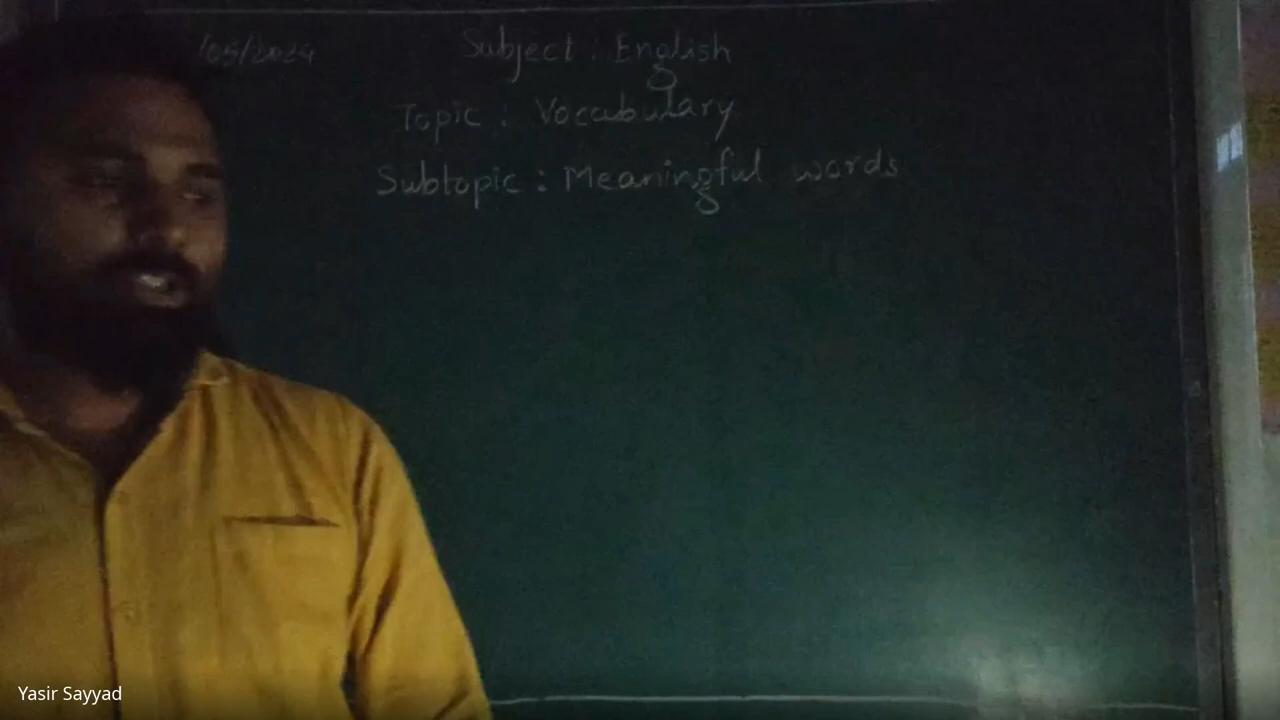 /05/2024
Subject : English
Topic : Vocabulary
Subtopic : Meaningful words
Yasir Sayyad